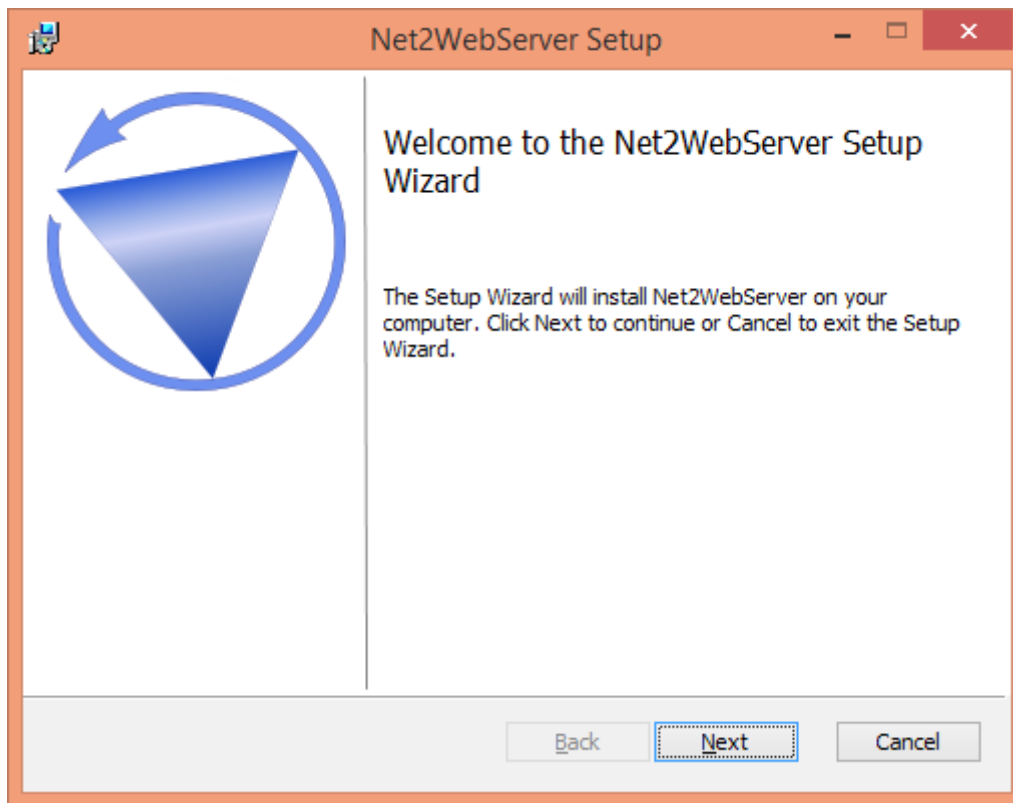 Net2WebServer Setup
Welcome to the Net2WebServer Setup
Wizard
The Setup Wizard will install Net2WebServer on your
computer. Click Next to continue or Cancel to exit the Setup
Wizard.
Back
Next
Cancel